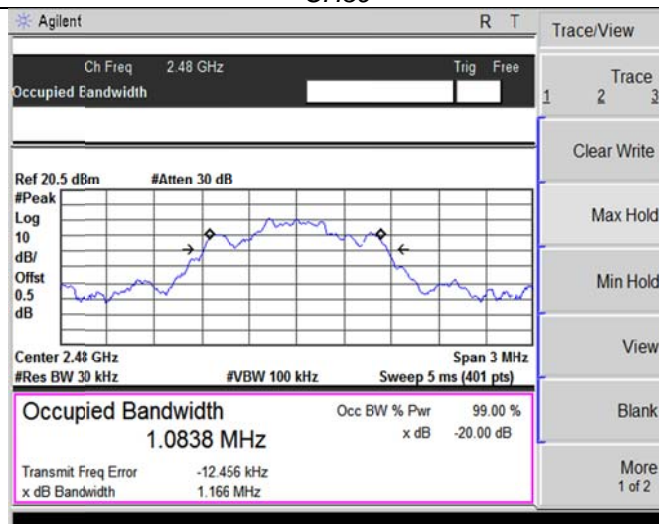 Agilent R T
Trace/View
Ch Freq 2.48 GHz Trig Free
Occupied Bandwidth
Trace
1 2 3
Clear Write
Ref 20.5 dBm #Atten 30 dB
#Peak
Log
10
dB/
Offst
0.5
dB
Max Hold
Min Hold
Center 2.48 GHz Span 3 MHz
#Res BW 30 kHz #VBW 100 kHz Sweep 5 ms (401 pts)
View
Occupied Bandwidth Occ BW % Pwr 99.00 %
1.0838 MHz x dB -20.00 dB
Blank
Transmit Freq Error -12.456 kHz
x dB Bandwidth 1.166 MHz
More
1 of 2